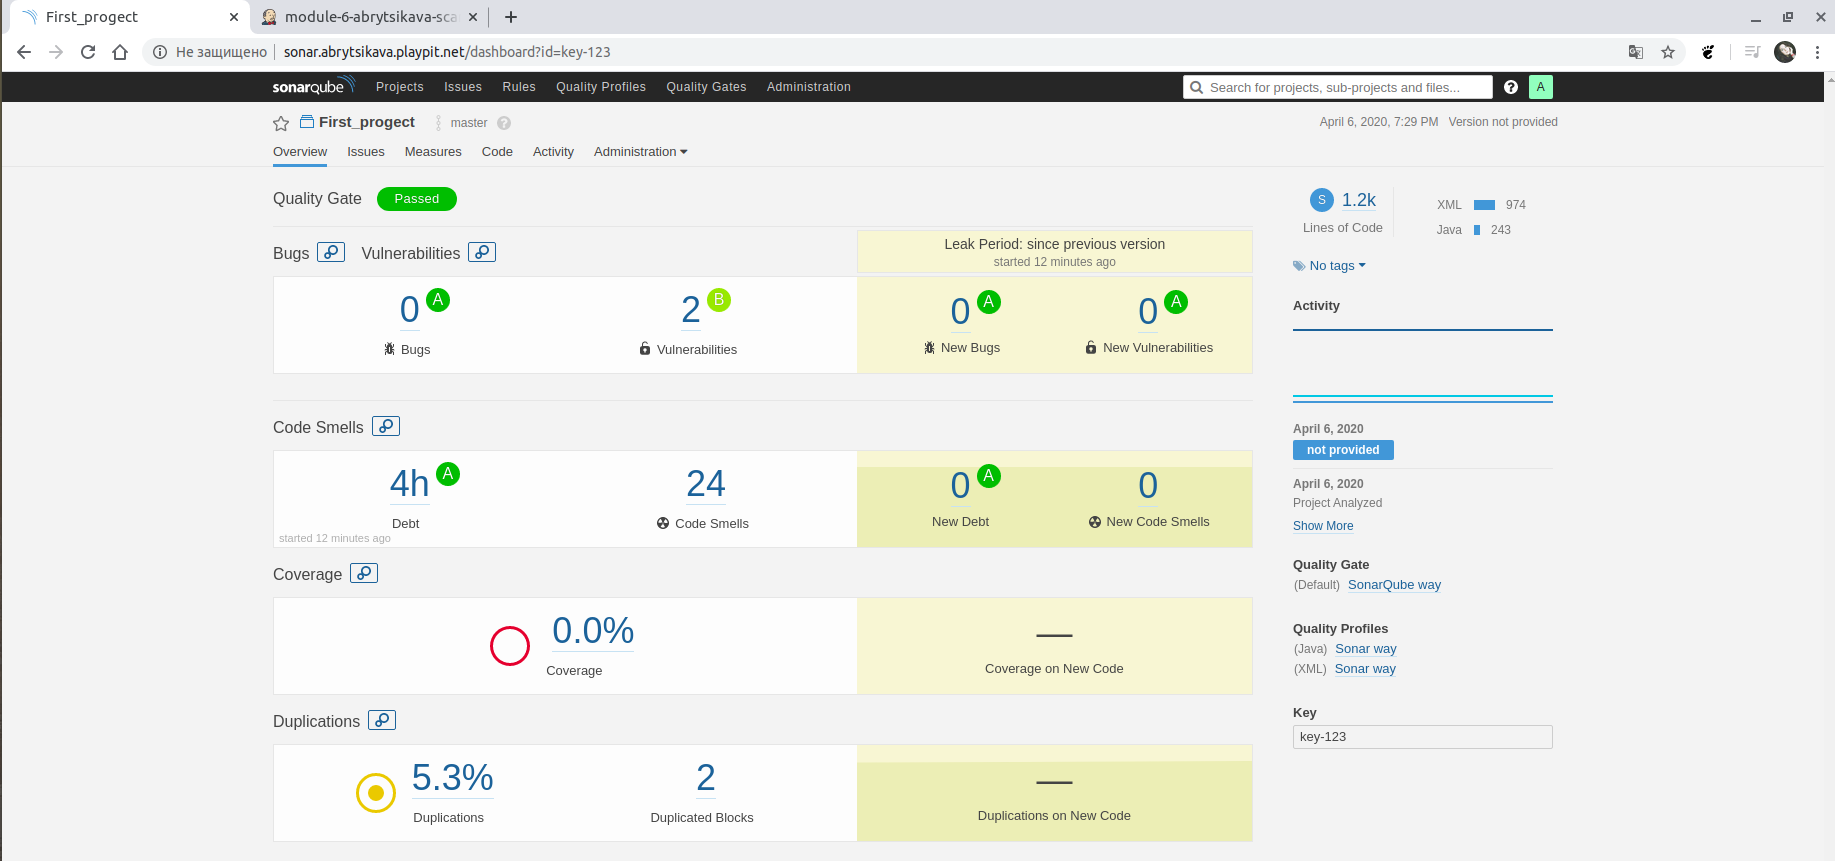 First_progect
module-6-abrytsikava-sca
Не защищено
sonar.abrytsikava.playpit.net/dashboard?id=key-123
sonarqube Projects Issues Rules Quality Profiles Quality Gates Administration Search for projects, sub-projects and files... ? A
First_progect master ? April 6, 2020, 7:29 PM Version not provided
Overview Issues Measures Code Activity Administration
Quality Gate Passed
Bugs Vulnerabilities
Leak Period: since previous version
started 12 minutes ago
0 A 2 B 0 A 0 A
Bugs Vulnerabilities New Bugs New Vulnerabilities
Code Smells
4h A 24 0 A 0
Debt Code Smells New Debt New Code Smells
started 12 minutes ago
Coverage
0.0% —
Coverage Coverage on New Code
Duplications
5.3% 2 —
Duplications Duplicated Blocks Duplications on New Code
S 1.2k
Lines of Code
XML 974
Java 243
No tags
Activity
April 6, 2020
not provided
April 6, 2020
Project Analyzed
Show More
Quality Gate
(Default) SonarQube way
Quality Profiles
(Java) Sonar way
(XML) Sonar way
Key
key-123